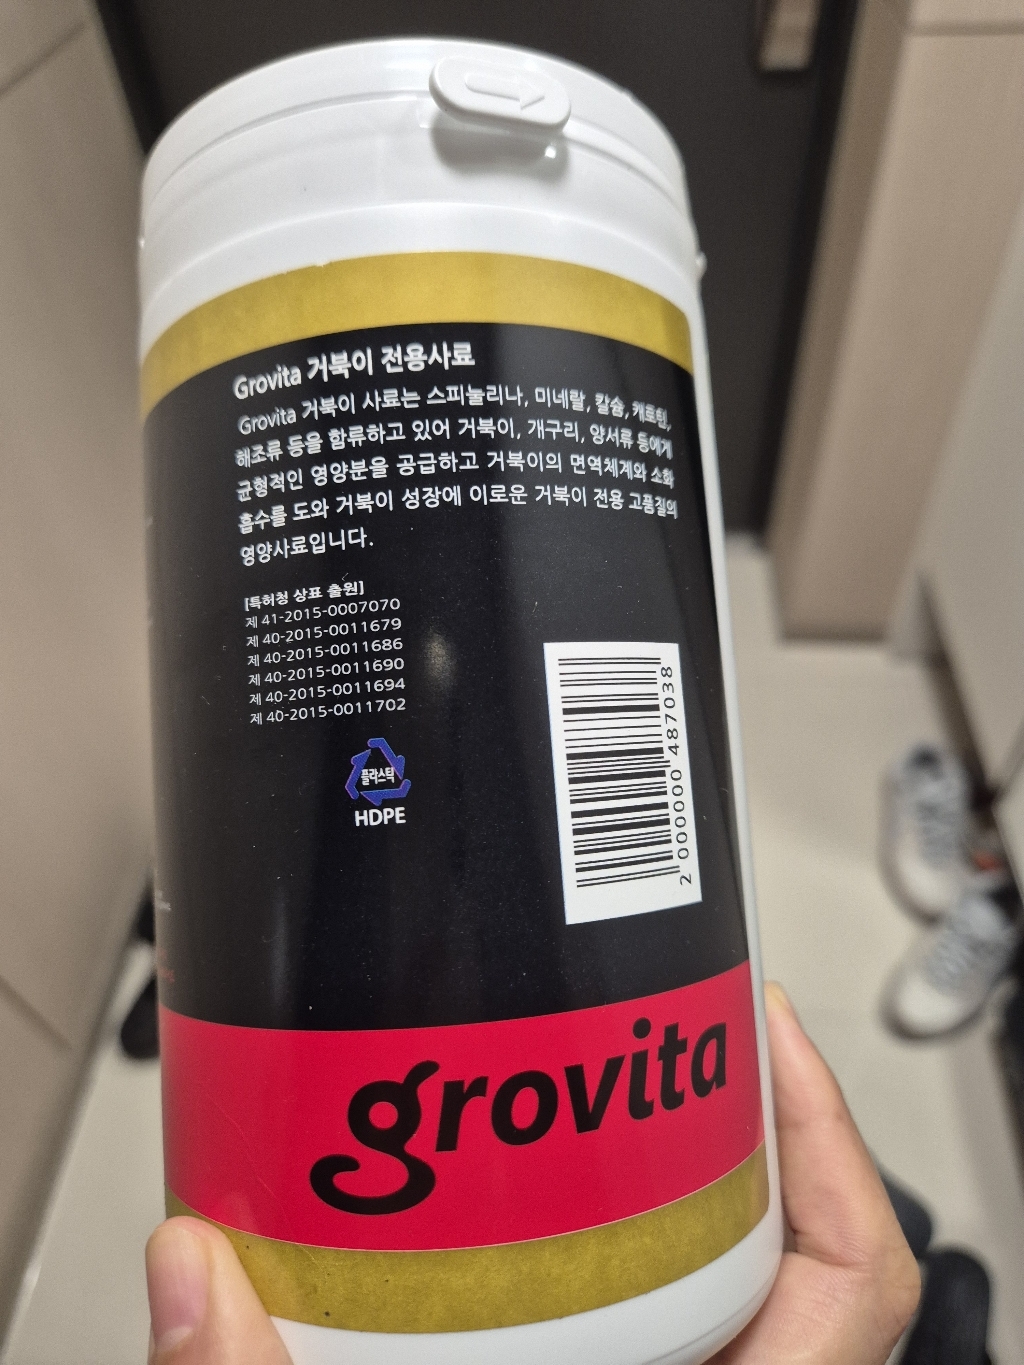 Grovita 거북이 전용사료
Grovita 거북이 사료는 스피눌리나, 미네랄, 칼슘, 캐로틴,
해조류 등을 함류하고 있어 거북이, 개구리, 양서류 등에게
균형적인 영양분을 공급하고 거북이의 면역체계와 소화
흡수를 도와 거북이 성장에 이로운 거북이 전용 고품질의
영양사료입니다.
[특허청 상표 출원]
제 41-2015-0007070
제 40-2015-0011679
제 40-2015-0011686
제 40-2015-0011690
제 40-2015-0011694
제 40-2015-0011702
플라스틱
HDPE
2 000000 487038
grovita